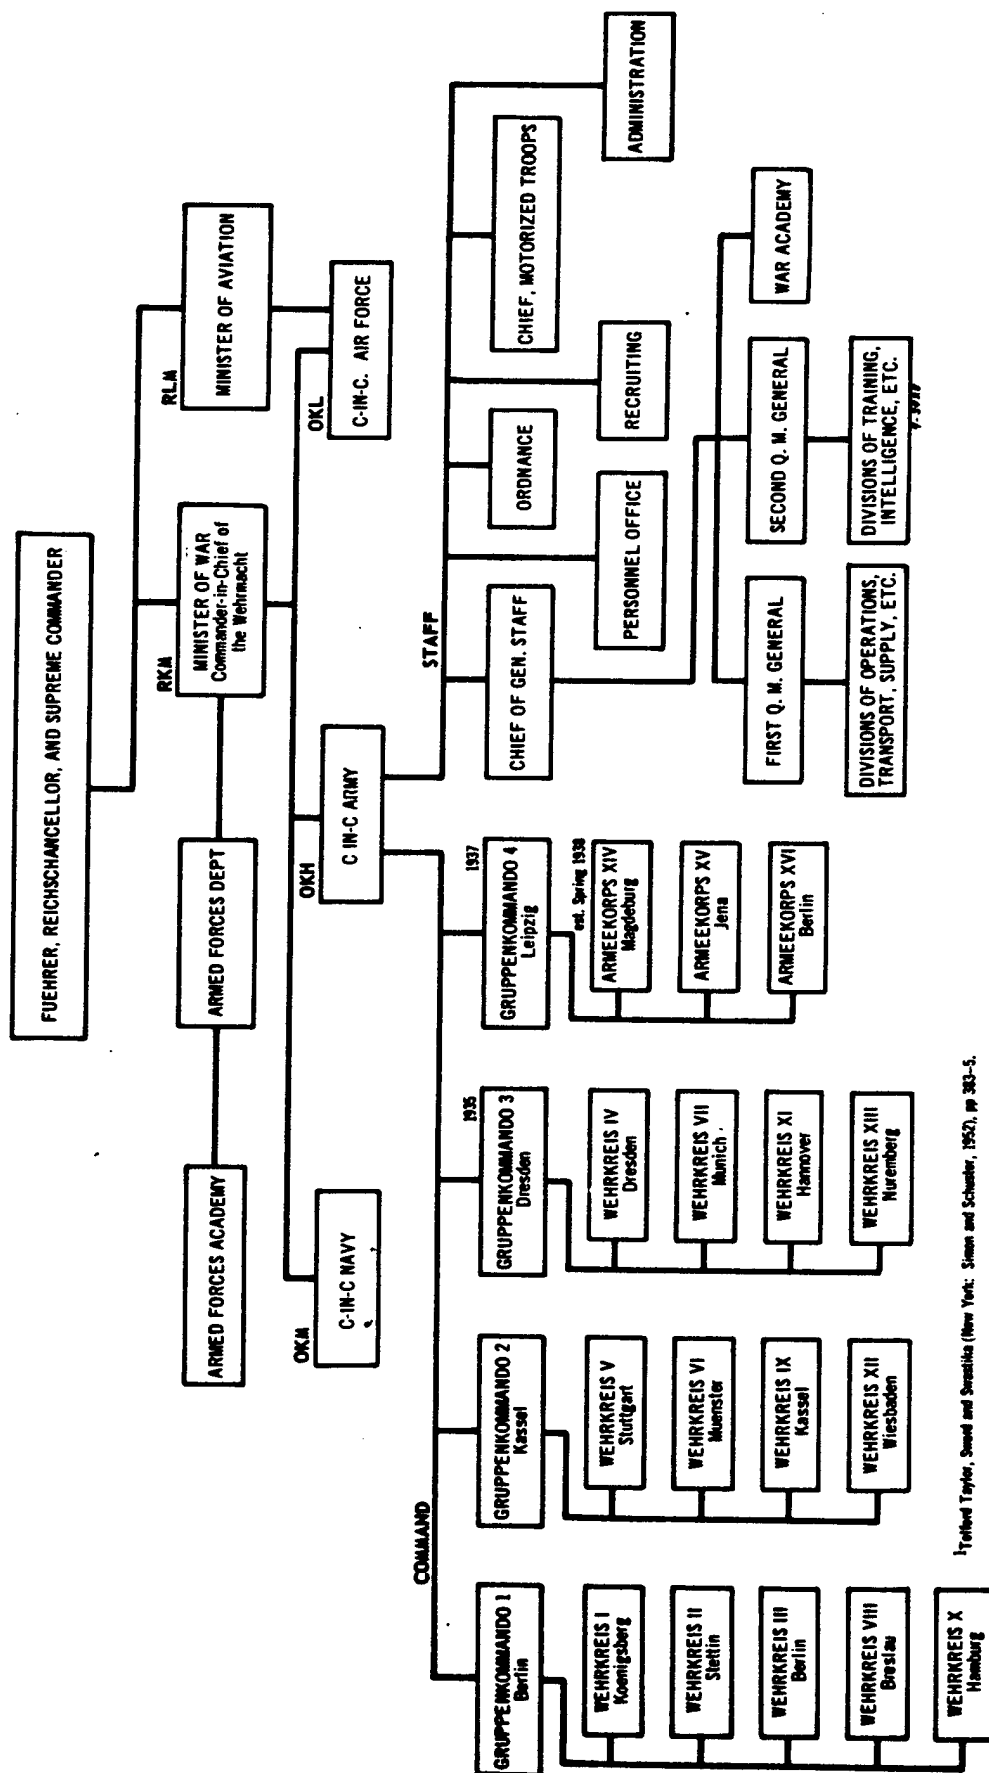 FUEHRER, REICHSCHANCELLOR, AND SUPREME COMMANDER
RKM
RLM
ARMED FORCES ACADEMY
ARMED FORCES DEPT
MINISTER OF WAR
Commander-in-Chief of
the Wehrmacht
MINISTER OF AVIATION
OKM
OKH
OKL
C-IN-C NAVY
C IN-C ARMY
C-IN-C. AIR FORCE
COMMAND
STAFF
1935
1937
GRUPPENKOMMANDO 1
Berlin
GRUPPENKOMMANDO 2
Kassel
GRUPPENKOMMANDO 3
Dresden
GRUPPENKOMMANDO 4
Leipzig
CHIEF OF GEN. STAFF
ORDNANCE
CHIEF, MOTORIZED TROOPS
est. Spring 1938
WEHRKREIS I
Koenigsberg
WEHRKREIS V
Stuttgart
WEHRKREIS IV
Dresden
ARMEEKORPS XIV
Magdeburg
PERSONNEL OFFICE
RECRUITING
ADMINISTRATION
WEHRKREIS II
Stettin
WEHRKREIS VI
Muenster
WEHRKREIS VII
Munich
ARMEEKORPS XV
Jena
WEHRKREIS III
Berlin
WEHRKREIS IX
Kassel
WEHRKREIS XI
Hannover
ARMEEKORPS XVI
Berlin
FIRST Q. M. GENERAL
SECOND Q. M. GENERAL
WAR ACADEMY
WEHRKREIS VIII
Breslau
WEHRKREIS XII
Wiesbaden
WEHRKREIS XIII
Nuremberg
DIVISIONS OF OPERATIONS,
TRANSPORT, SUPPLY, ETC.
DIVISIONS OF TRAINING,
INTELLIGENCE, ETC.
WEHRKREIS X
Hamburg
1Telford Taylor, Sword and Swastika (New York: Simon and Schuster, 1952), pp 383-5.